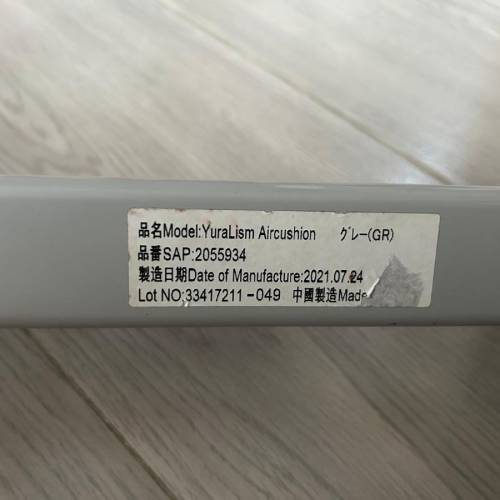 品名Model:YuraLism Aircushion グレー(GR)
品番SAP:2055934
製造日期Date of Manufacture:2021.07.24
Lot NO:33417211-049 中國製造Made